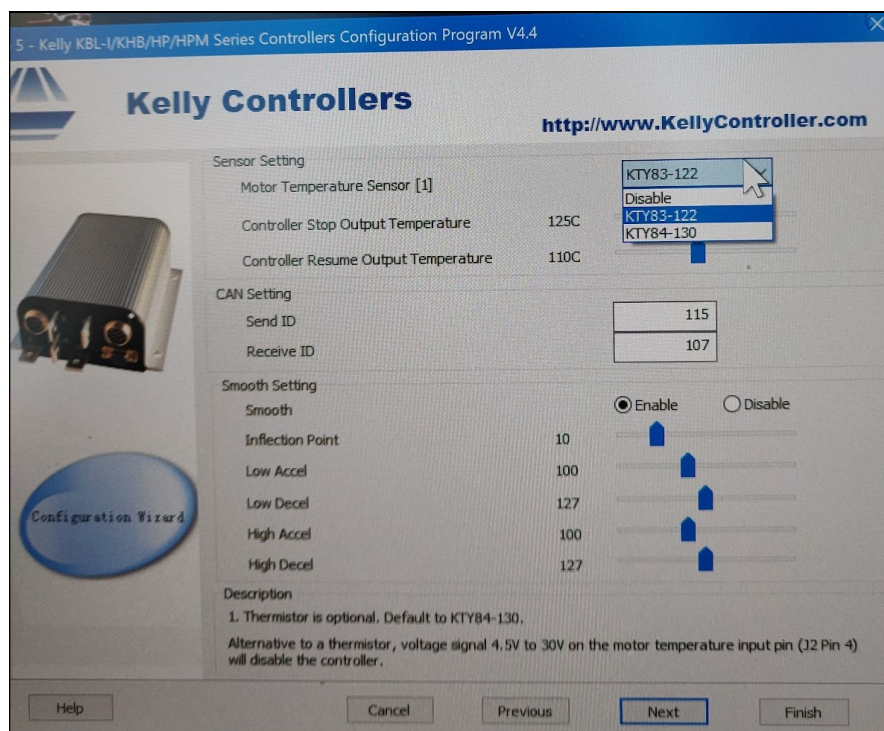 5 - Kelly KBL-I/KHB/HP/HPM Series Controllers Configuration Program V4.4
Kelly Controllers
http://www.KellyController.com
Sensor Setting
Motor Temperature Sensor [1] KTY83-122
Disable
KTY83-122
KTY84-130
Controller Stop Output Temperature 125C
Controller Resume Output Temperature 110C
CAN Setting
Send ID 115
Receive ID 107
Smooth Setting
Smooth Enable Disable
Inflection Point 10
Low Accel 100
Low Decel 127
High Accel 100
High Decel 127
Configuration Wizard
Description
1. Thermistor is optional. Default to KTY84-130.
Alternative to a thermistor, voltage signal 4.5V to 30V on the motor temperature input pin (J2 Pin 4)
will disable the controller.
Help Cancel Previous Next Finish